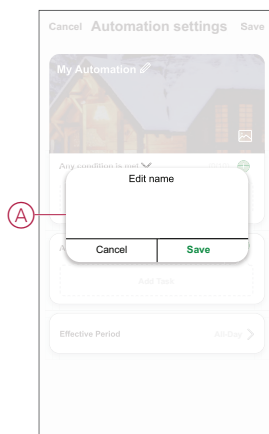 Cancel Automation settings Save
My Automation
Any condition is met
Edit name
A
Cancel Save
Add Task
Effective Period All-Day